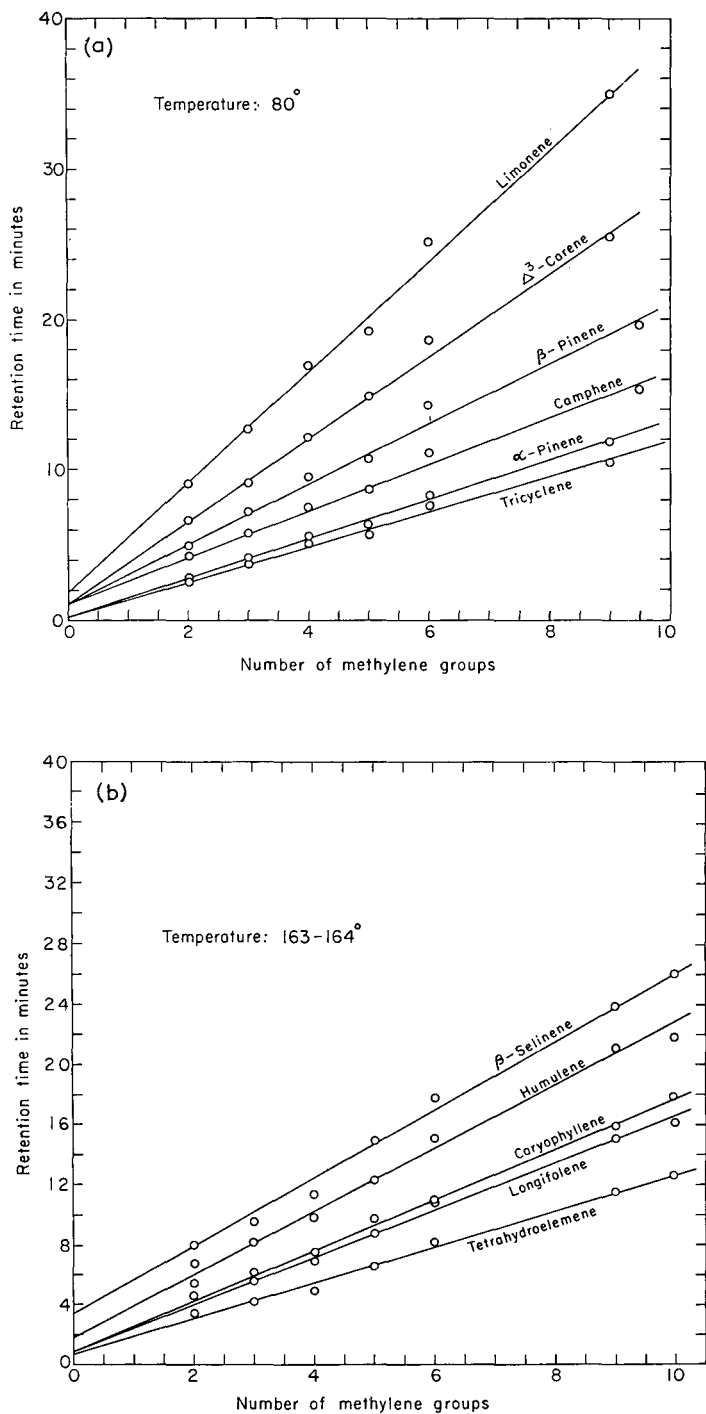 (a)
Temperature: 80°
40
30
20
10
0
Retention time in minutes
Limonene
Δ³-Carene
β-Pinene
Camphene
α-Pinene
Tricyclene
0 2 4 6 8 10
Number of methylene groups
(b)
Temperature: 163-164°
40
36
32
28
24
20
16
12
8
4
0
Retention time in minutes
β-Selinene
Humulene
Caryophyllene
Longifolene
Tetrahydroelemene
0 2 4 6 8 10
Number of methylene groups